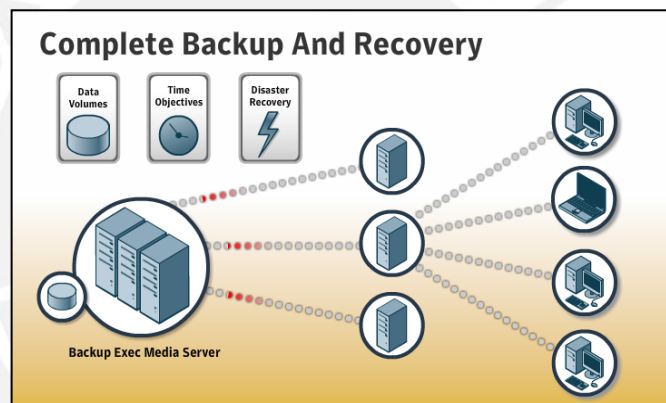 Complete Backup And Recovery
Data
Volumes
Time
Objectives
Disaster
Recovery
Backup Exec Media Server